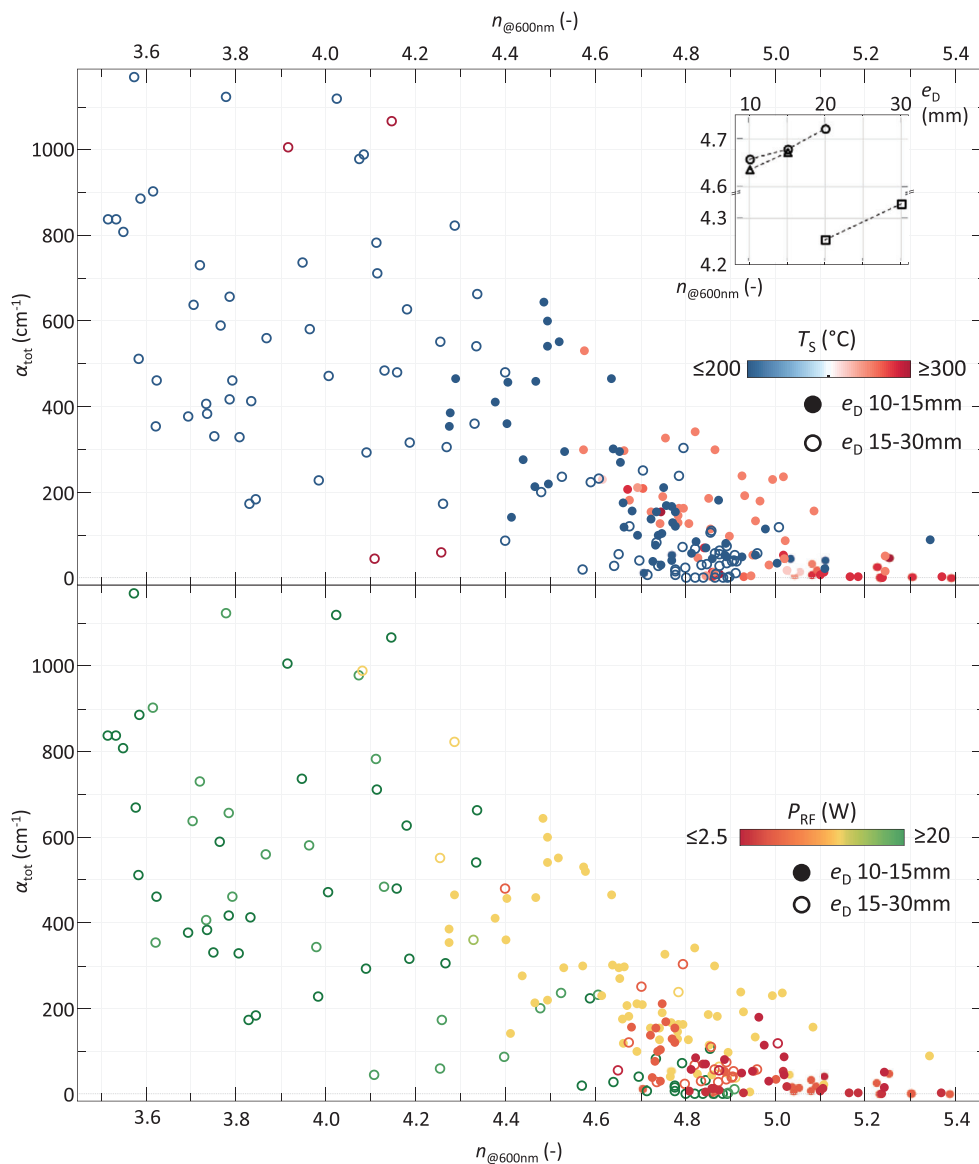 n@600nm (-)
3.6 3.8 4.0 4.2 4.4 4.6 4.8 5.0 5.2 5.4
eD
(mm)
10 20 30
4.7
4.6
4.3
4.2
n@600nm (-)
1000
800
600
400
200
0
αtot (cm-1)
TS (°C)
≤200 ≥300
eD 10-15mm
eD 15-30mm
1000
800
600
400
200
0
αtot (cm-1)
PRF (W)
≤2.5 ≥20
eD 10-15mm
eD 15-30mm
3.6 3.8 4.0 4.2 4.4 4.6 4.8 5.0 5.2 5.4
n@600nm (-)